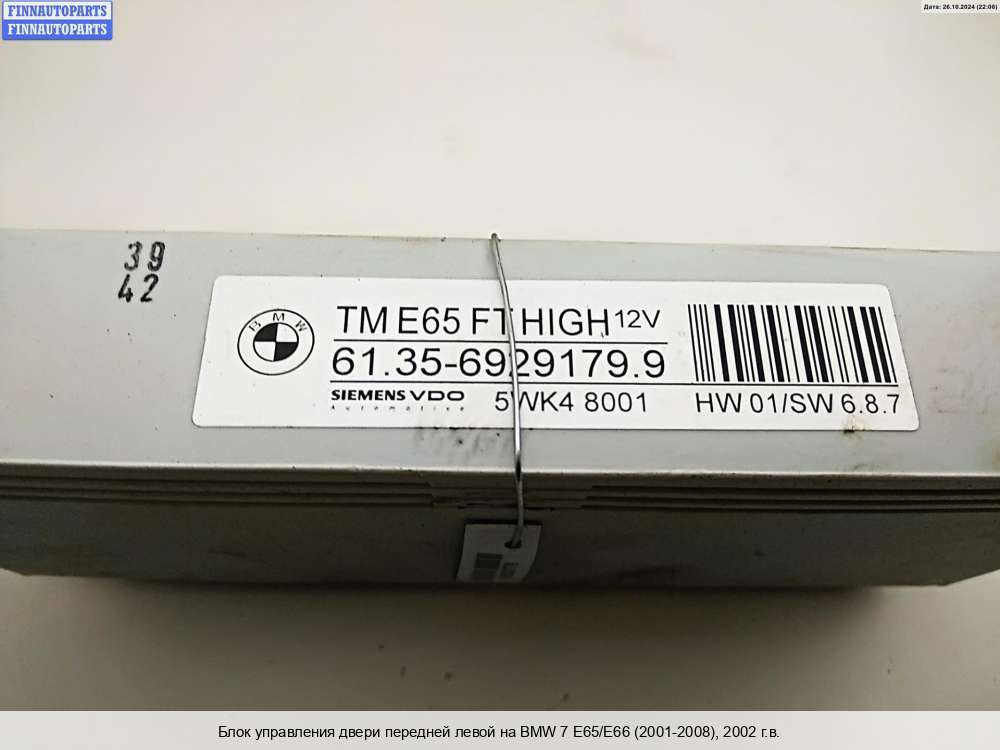 FINNAUTOPARTS
FINNAUTOPARTS
Дата: 26.10.2024 (22:06)
39
42
BMW
TM E65 FT HIGH 12V
61.35-6929179.9
SIEMENS VDO
Automotive
5WK4 8001
HW 01/SW 6.8.7
Блок управления двери передней левой на BMW 7 E65/E66 (2001-2008), 2002 г.в.